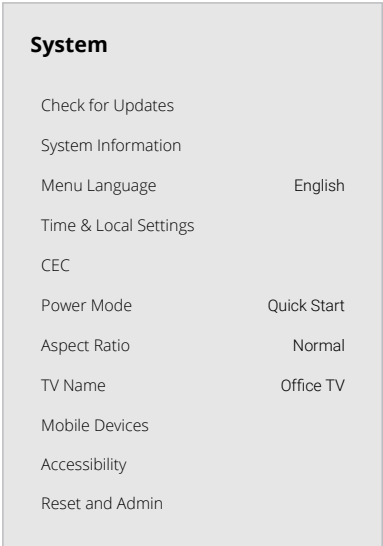 System
Check for Updates
System Information
Menu Language English
Time & Local Settings
CEC
Power Mode Quick Start
Aspect Ratio Normal
TV Name Office TV
Mobile Devices
Accessibility
Reset and Admin